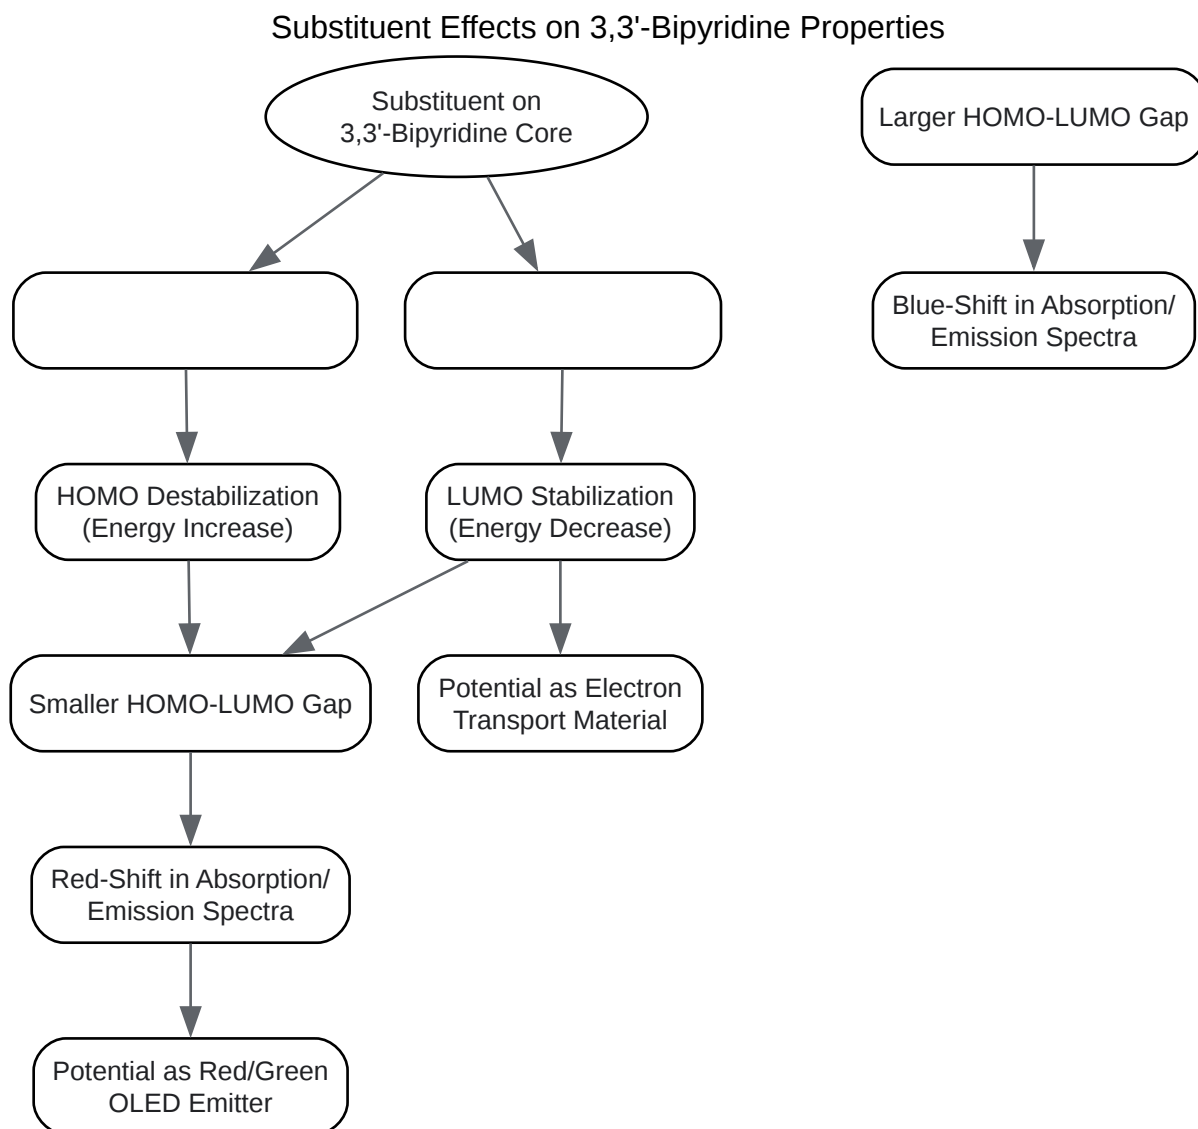 Substituent Effects on 3,3'-Bipyridine Properties
Substituent on
3,3'-Bipyridine Core
Larger HOMO-LUMO Gap
Blue-Shift in Absorption/
Emission Spectra
HOMO Destabilization
(Energy Increase)
LUMO Stabilization
(Energy Decrease)
Smaller HOMO-LUMO Gap
Potential as Electron
Transport Material
Red-Shift in Absorption/
Emission Spectra
Potential as Red/Green
OLED Emitter